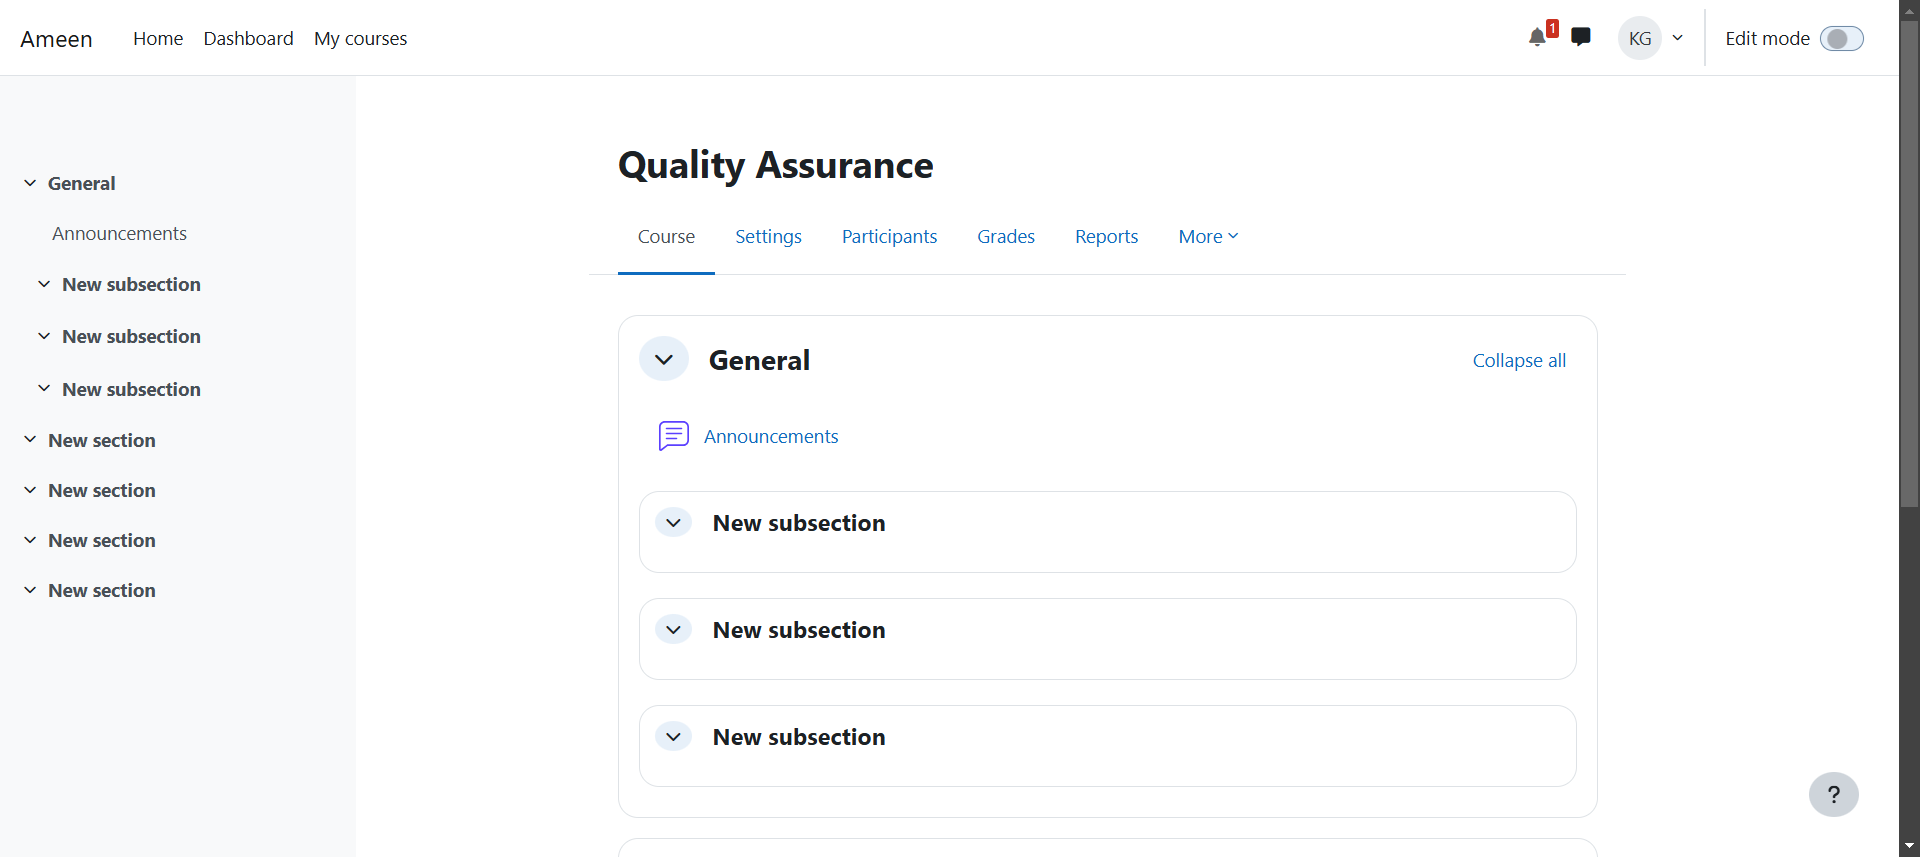 Ameen Home Dashboard My courses 1 KG Edit mode
General
Announcements
New subsection
New subsection
New subsection
New section
New section
New section
New section
Quality Assurance
Course Settings Participants Grades Reports More
General Collapse all
Announcements
New subsection
New subsection
New subsection
?